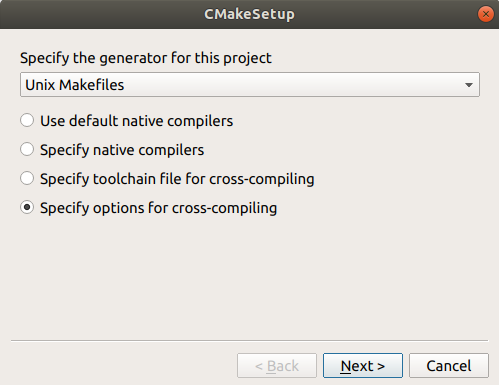 CMakeSetup
Specify the generator for this project
Unix Makefiles
Use default native compilers
Specify native compilers
Specify toolchain file for cross-compiling
Specify options for cross-compiling
< Back Next > Cancel